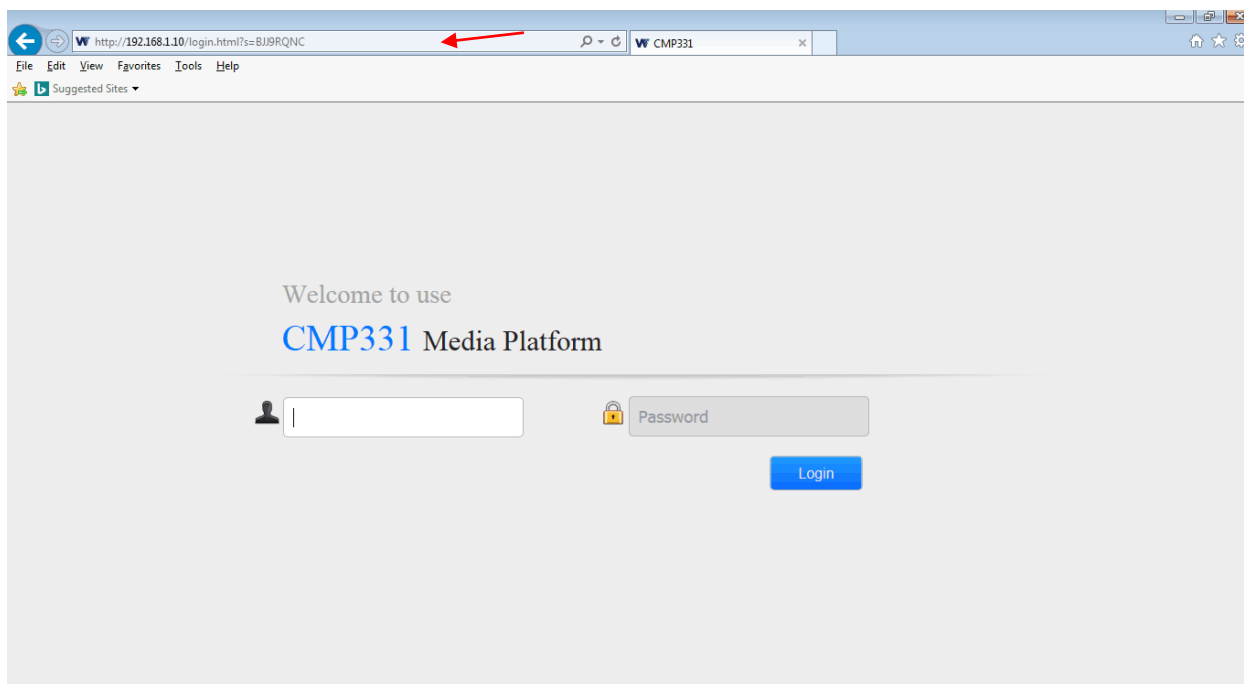 http://192.168.1.10/login.html?s=BJJ9RQNC
W CMP331
File Edit View Favorites Tools Help
Suggested Sites
Welcome to use
CMP331 Media Platform
Password
Login